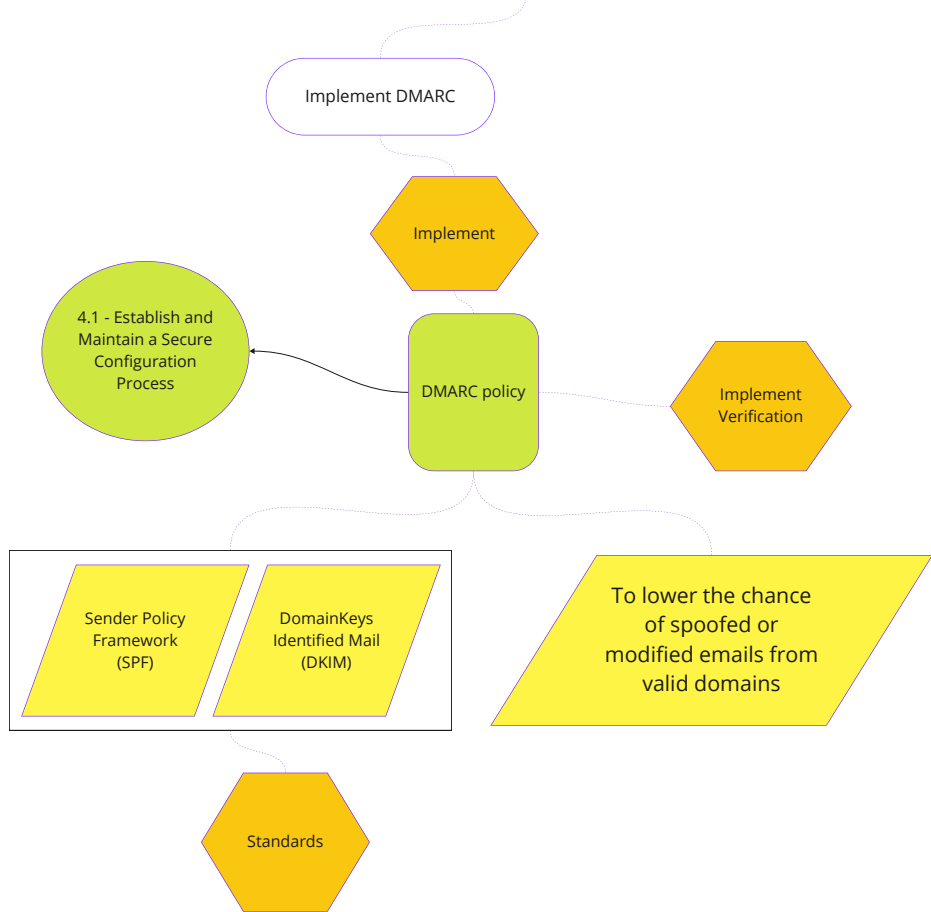 Implement DMARC
Implement
4.1 - Establish and
Maintain a Secure
Configuration
Process
DMARC policy
Implement
Verification
Sender Policy
Framework
(SPF)
DomainKeys
Identified Mail
(DKIM)
To lower the chance
of spoofed or
modified emails from
valid domains
Standards